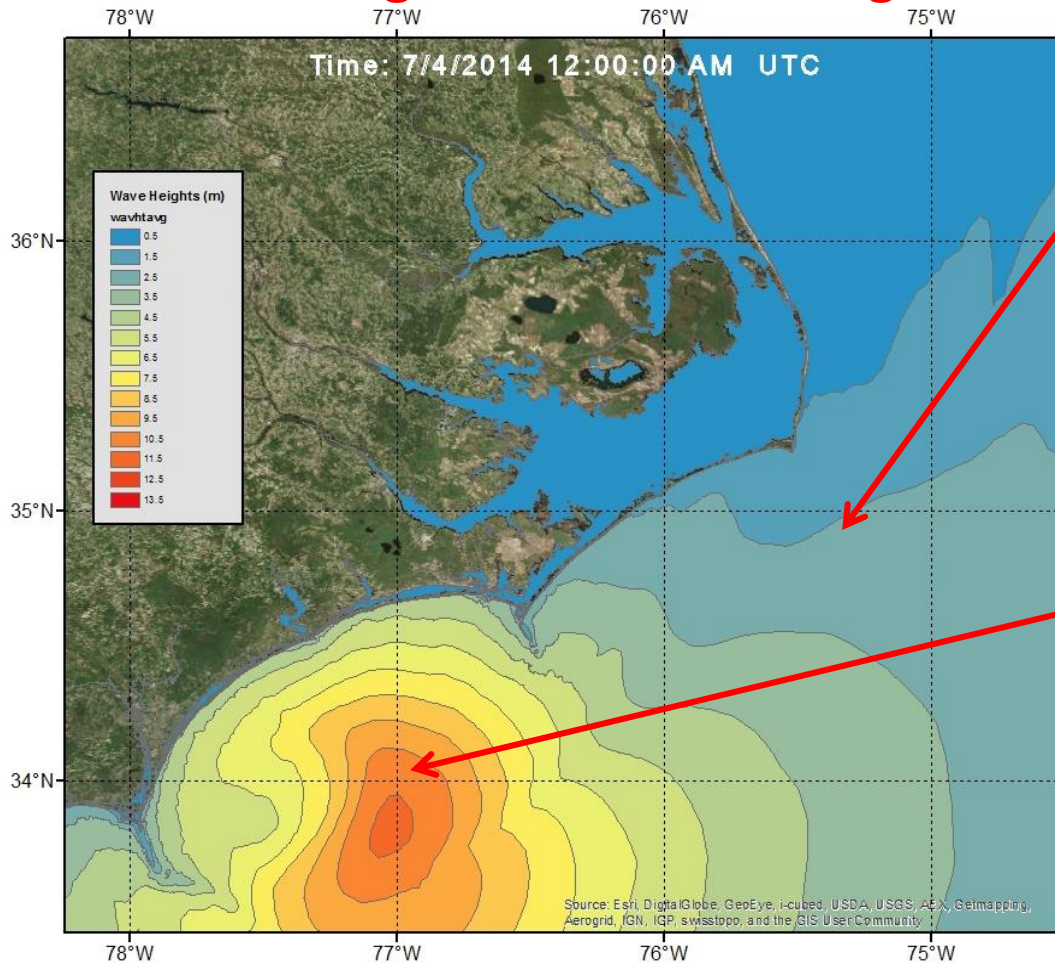 78°W 77°W 76°W 75°W
Time: 7/4/2014 12:00:00 AM UTC
Wave Heights (m)
wavhtavg
0.5
1.5
2.5
3.5
4.5
5.5
6.5
7.5
8.5
9.5
10.5
11.5
12.5
13.5
36°N
35°N
34°N
Source: Esri, DigitalGlobe, GeoEye, i-cubed, USDA, USGS, AEX, Getmapping,
Aerogrid, IGN, IGP, swisstopo, and the GIS User Community
78°W 77°W 76°W 75°W